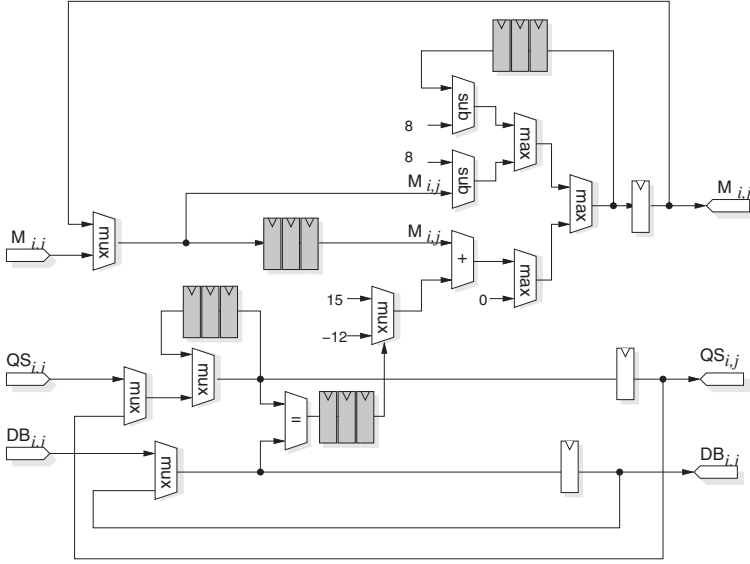 sub
8
max
8
M i,j
sub
max
M i,j
M i,j
mux
M i,j
+
max
0
15
mux
−12
QS i,j
mux
QS i,j
mux
=
DB i,j
mux
DB i,j